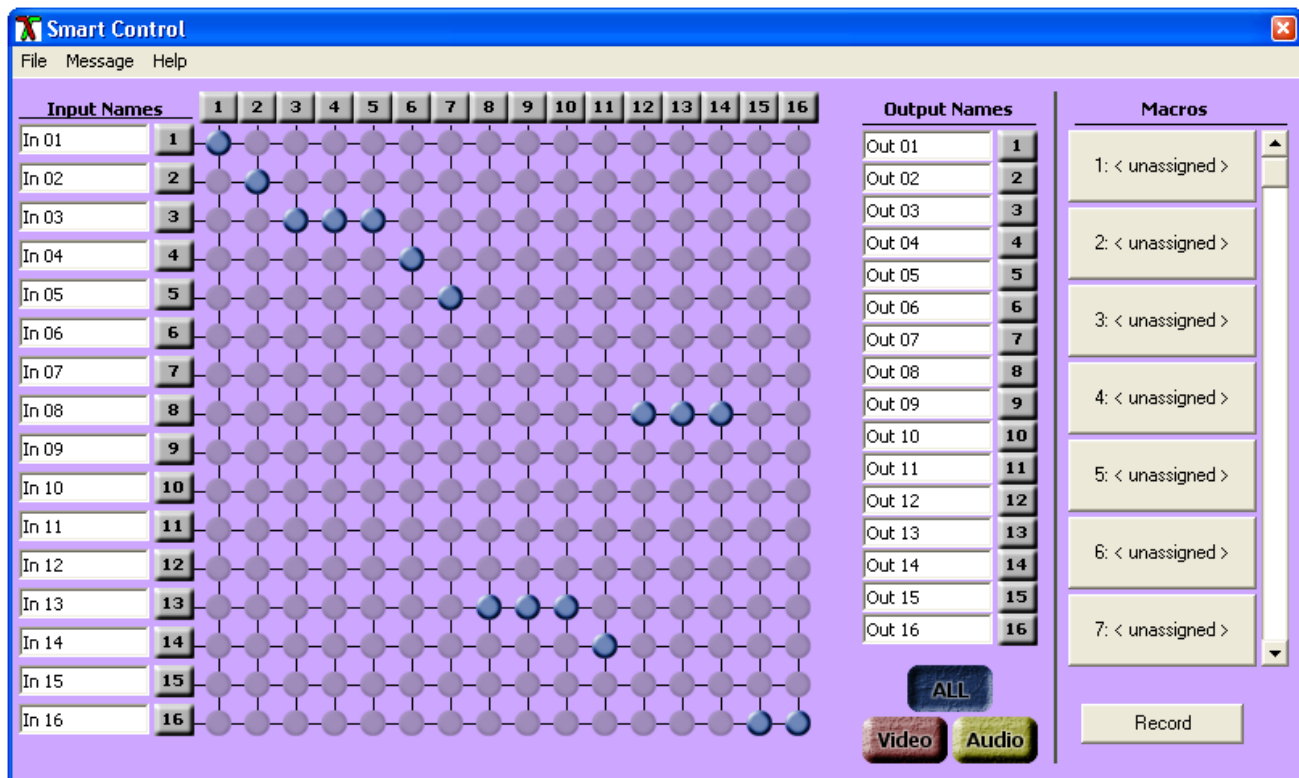 Smart Control
File Message Help
Input Names
1 2 3 4 5 6 7 8 9 10 11 12 13 14 15 16
In 01 1
In 02 2
In 03 3
In 04 4
In 05 5
In 06 6
In 07 7
In 08 8
In 09 9
In 10 10
In 11 11
In 12 12
In 13 13
In 14 14
In 15 15
In 16 16
Output Names
Out 01 1
Out 02 2
Out 03 3
Out 04 4
Out 05 5
Out 06 6
Out 07 7
Out 08 8
Out 09 9
Out 10 10
Out 11 11
Out 12 12
Out 13 13
Out 14 14
Out 15 15
Out 16 16
ALL
Video Audio
Macros
1: < unassigned >
2: < unassigned >
3: < unassigned >
4: < unassigned >
5: < unassigned >
6: < unassigned >
7: < unassigned >
Record